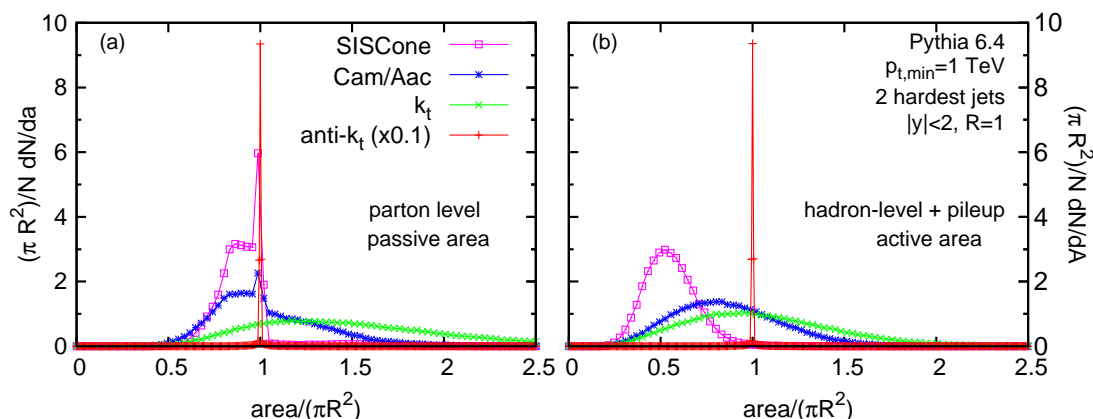 (a)
SISCone
Cam/Aac
k_t
anti-k_t (x0.1)
parton level
passive area
(π R²)/N dN/da
10
8
6
4
2
0
0
0.5
1
1.5
2
2.5
area/(πR²)
(b)
Pythia 6.4
p_t,min=1 TeV
2 hardest jets
|y|<2, R=1
hadron-level + pileup
active area
(π R²)/N dN/dA
10
8
6
4
2
0
0
0.5
1
1.5
2
2.5
area/(πR²)